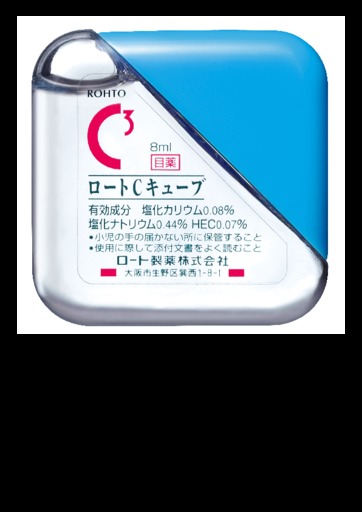 ROHTO
C3
8ml
目薬
ロートCキューブ
有効成分 塩化カリウム0.08%
塩化ナトリウム0.44% HEC0.07%
•小児の手の届かない所に保管すること
•使用に際して添付文書をよく読むこと
ロート製薬株式会社
大阪市生野区巽西1-8-1